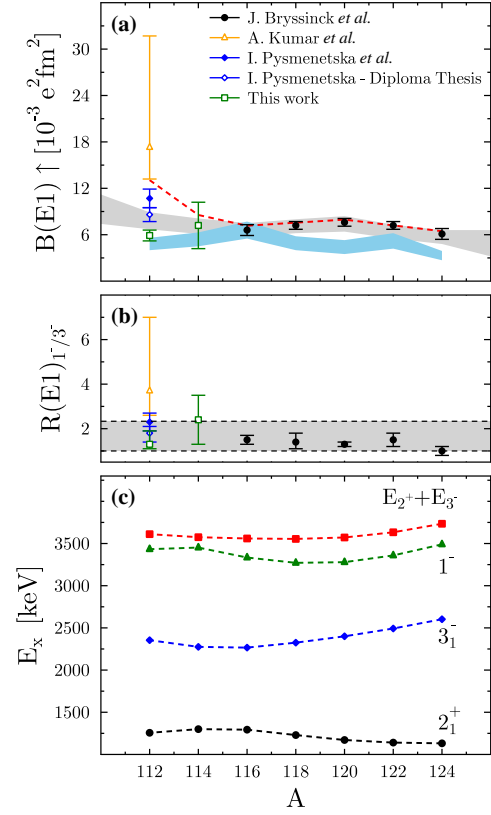 (a)
J. Bryssinck et al.
A. Kumar et al.
I. Pysmenetska et al.
I. Pysmenetska - Diploma Thesis
This work
B(E1) ↑ [10⁻³ e²fm²]
30
24
18
12
6
(b)
R(E1)₁⁻/₃⁻
6
4
2
(c)
E₂⁺+E₃⁻
1⁻
3₁⁻
2₁⁺
Eₓ [keV]
3500
3000
2500
2000
1500
112 114 116 118 120 122 124
A